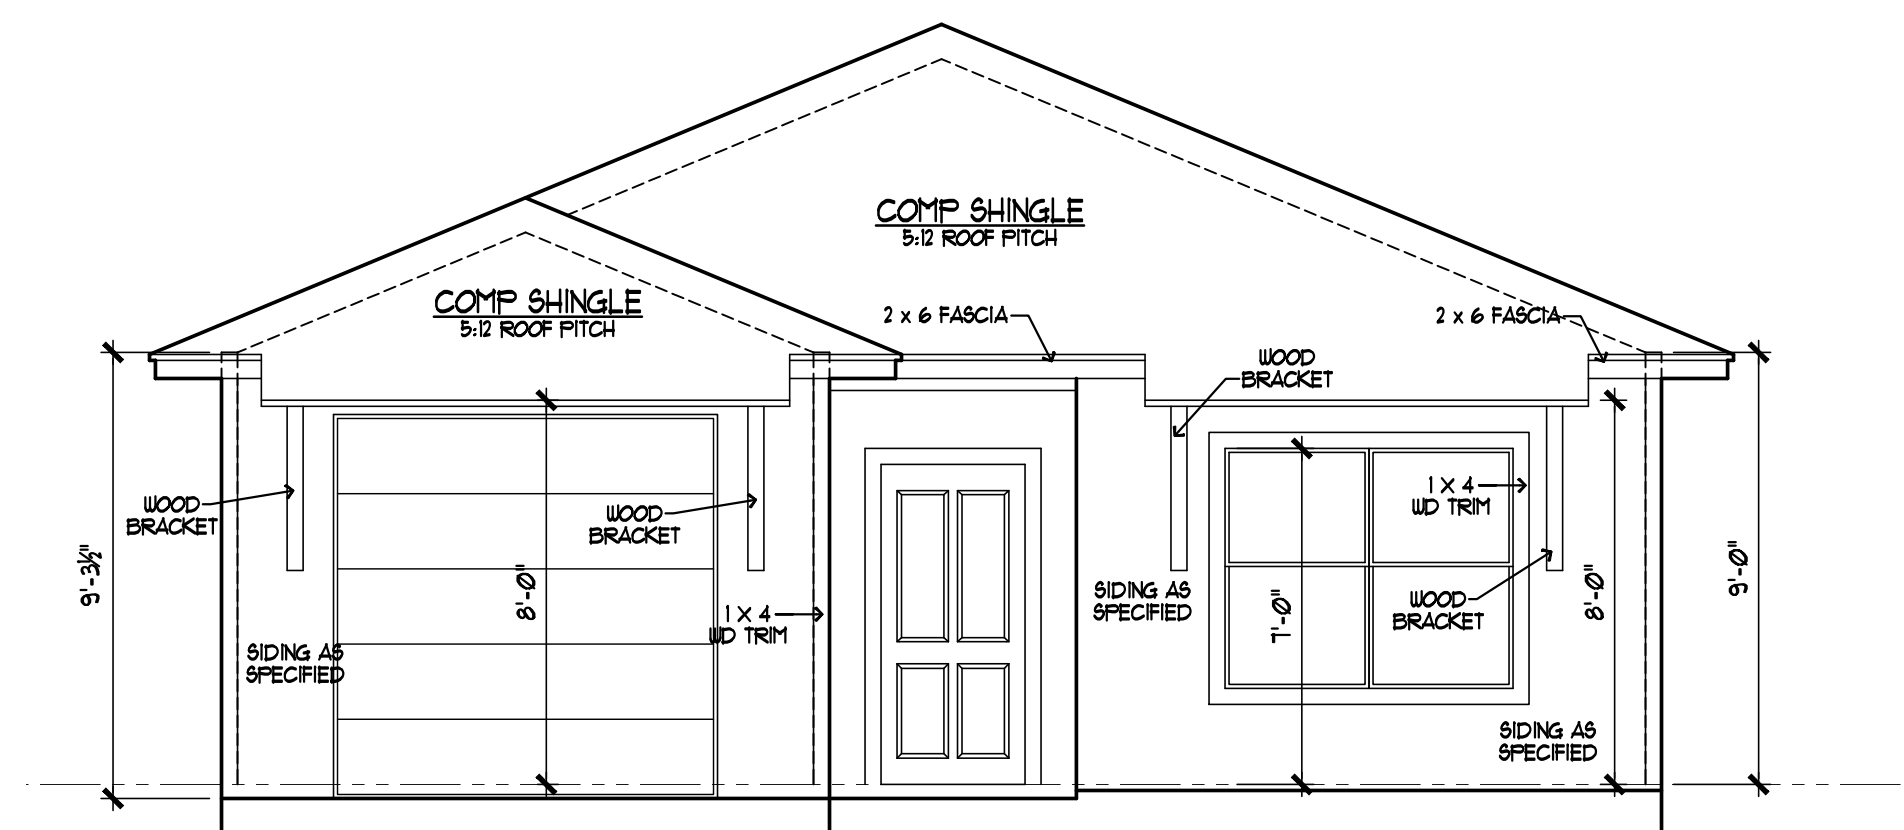 COMP SHINGLE
5:12 ROOF PITCH
COMP SHINGLE
5:12 ROOF PITCH
2 x 6 FASCIA
2 x 6 FASCIA
WOOD
BRACKET
WOOD
BRACKET
WOOD
BRACKET
1 X 4
WD TRIM
9'-3½"
8'-0"
1 X 4
WD TRIM
SIDING AS
SPECIFIED
7'-0"
WOOD
BRACKET
8'-0"
9'-0"
SIDING AS
SPECIFIED
SIDING AS
SPECIFIED